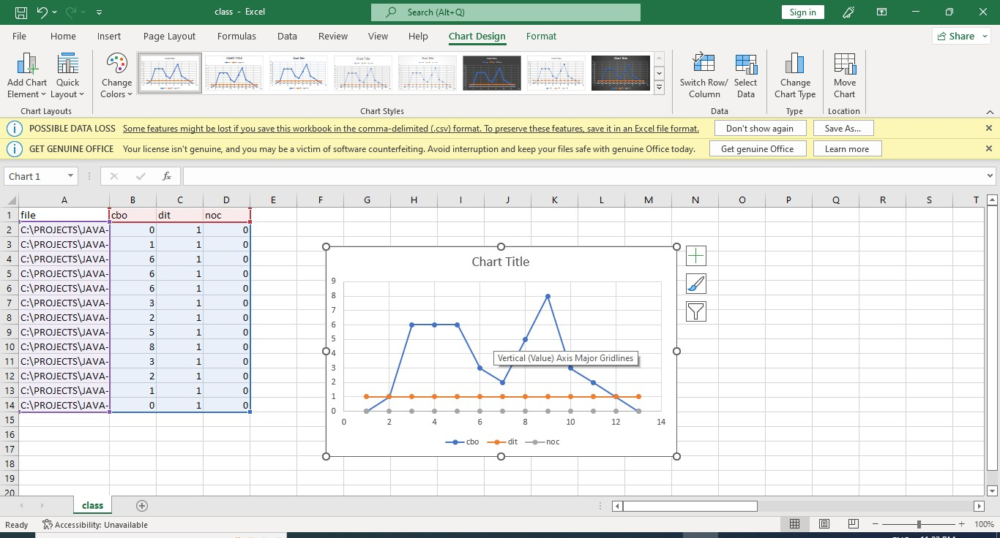 class - Excel
Search (Alt+Q)
Sign in
File Home Insert Page Layout Formulas Data Review View Help Chart Design Format Share
Add Chart Element
Quick Layout
Change Colors
Switch Row/ Column
Select Data
Change Chart Type
Move Chart
Chart Layouts Chart Styles Data Type Location
POSSIBLE DATA LOSS Some features might be lost if you save this workbook in the comma-delimited (.csv) format. To preserve these features, save it in an Excel file format. Don't show again Save As...
GET GENUINE OFFICE Your license isn't genuine, and you may be a victim of software counterfeiting. Avoid interruption and keep your files safe with genuine Office today. Get genuine Office Learn more
Chart 1 fx
A B C D E F G H I J K L M N O P Q R S T
1 file cbo dit noc
2 C:\PROJECTS\JAVA- 0 1 0
3 C:\PROJECTS\JAVA- 1 1 0
4 C:\PROJECTS\JAVA- 6 1 0
5 C:\PROJECTS\JAVA- 6 1 0
6 C:\PROJECTS\JAVA- 6 1 0
7 C:\PROJECTS\JAVA- 3 1 0
8 C:\PROJECTS\JAVA- 2 1 0
9 C:\PROJECTS\JAVA- 5 1 0
10 C:\PROJECTS\JAVA- 8 1 0
11 C:\PROJECTS\JAVA- 3 1 0
12 C:\PROJECTS\JAVA- 2 1 0
13 C:\PROJECTS\JAVA- 1 1 0
14 C:\PROJECTS\JAVA- 0 1 0
15
16
17
18
19
20
Chart Title
9
8
7
6
5
4
3
2
1
0
Vertical (Value) Axis Major Gridlines
0 2 4 6 8 10 12 14
cbo dit noc
class
Ready Accessibility: Unavailable 100%